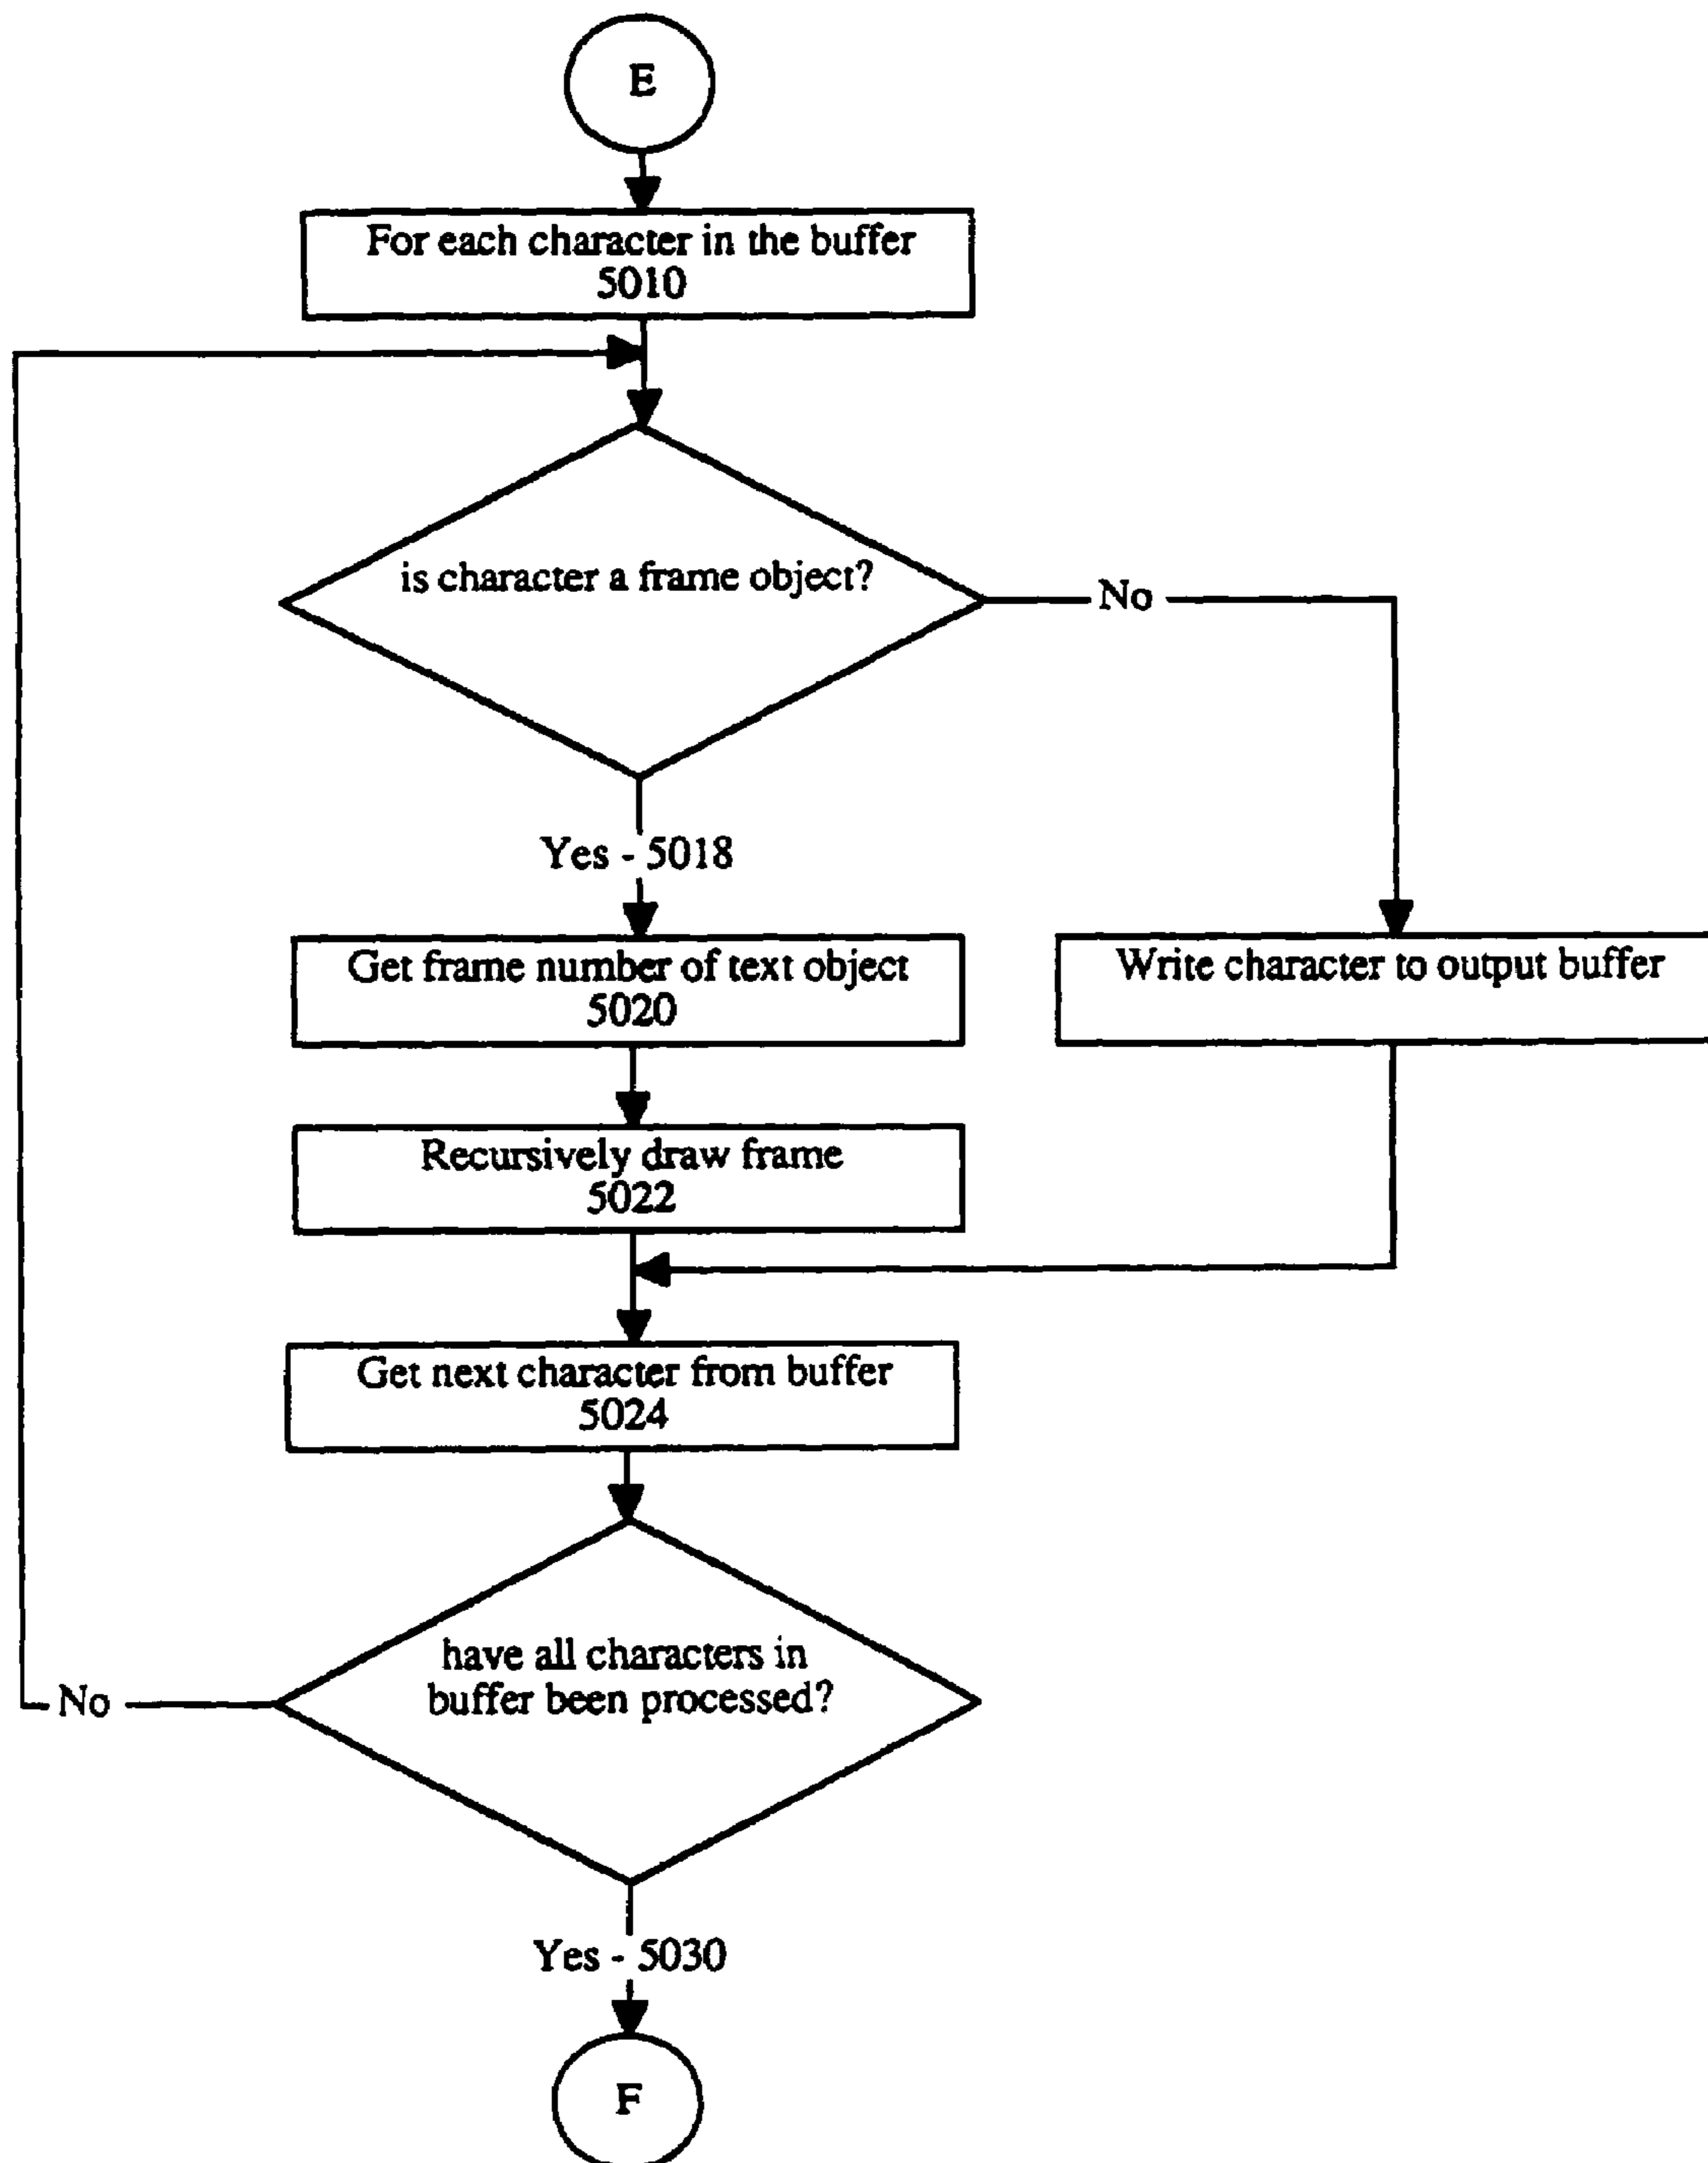 E
For each character in the buffer
5010
is character a frame object?
No
Yes - 5018
Get frame number of text object
5020
Write character to output buffer
Recursively draw frame
5022
Get next character from buffer
5024
have all characters in
buffer been processed?
No
Yes - 5030
F